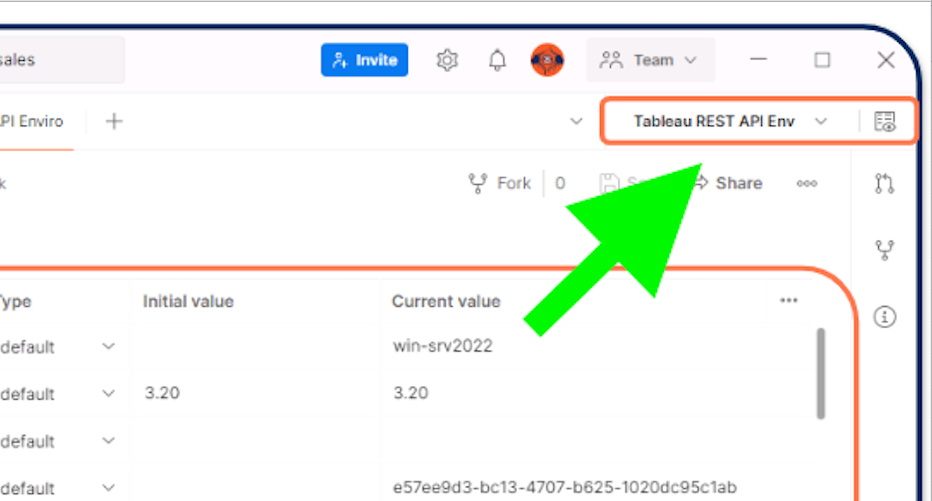 sales
Invite
Team
API Enviro
Tableau REST API Env
Fork 0
Share
Type Initial value Current value
default win-srv2022
default 3.20 3.20
default
default e57ee9d3-bc13-4707-b625-1020dc95c1ab